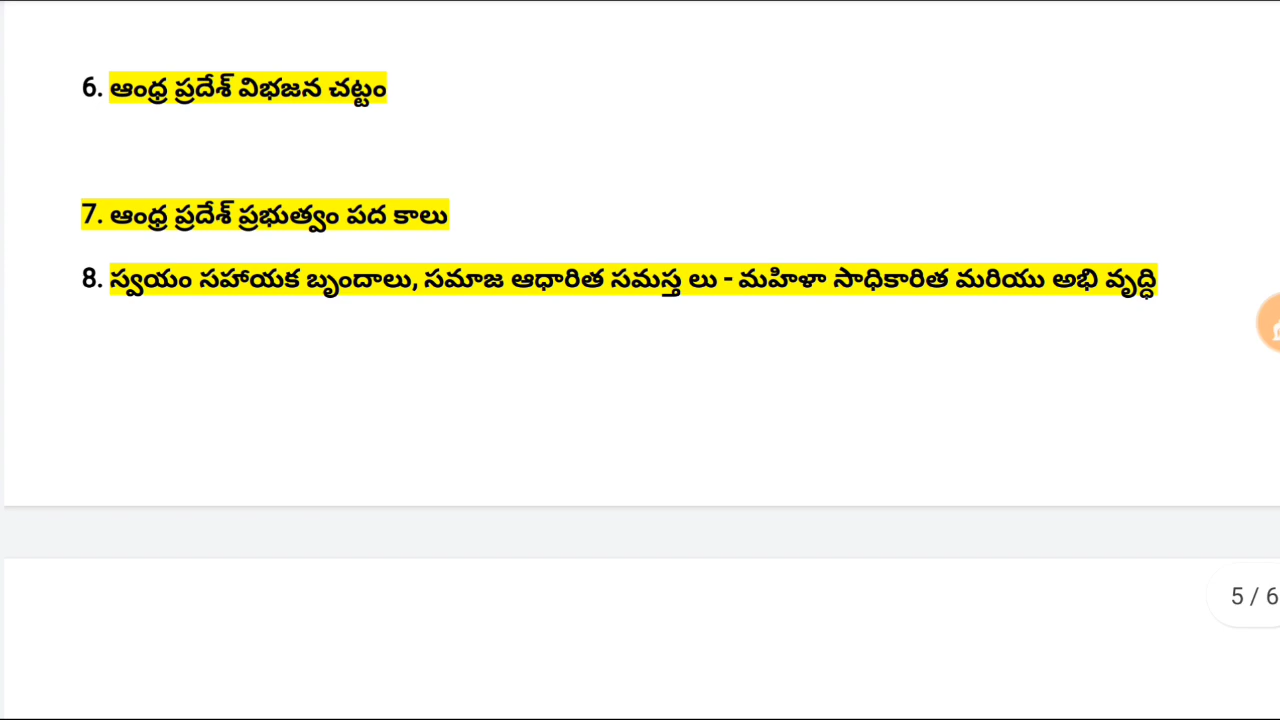 6. ఆంధ్ర ప్రదేశ్ విభజన చట్టం
7. ఆంధ్ర ప్రదేశ్ ప్రభుత్వం పద కాలు
8. స్వయం సహాయక బృందాలు, సమాజ ఆధారిత సమస్త లు - మహిళా సాధికారిత మరియు అభి వృద్ధి
5 / 6